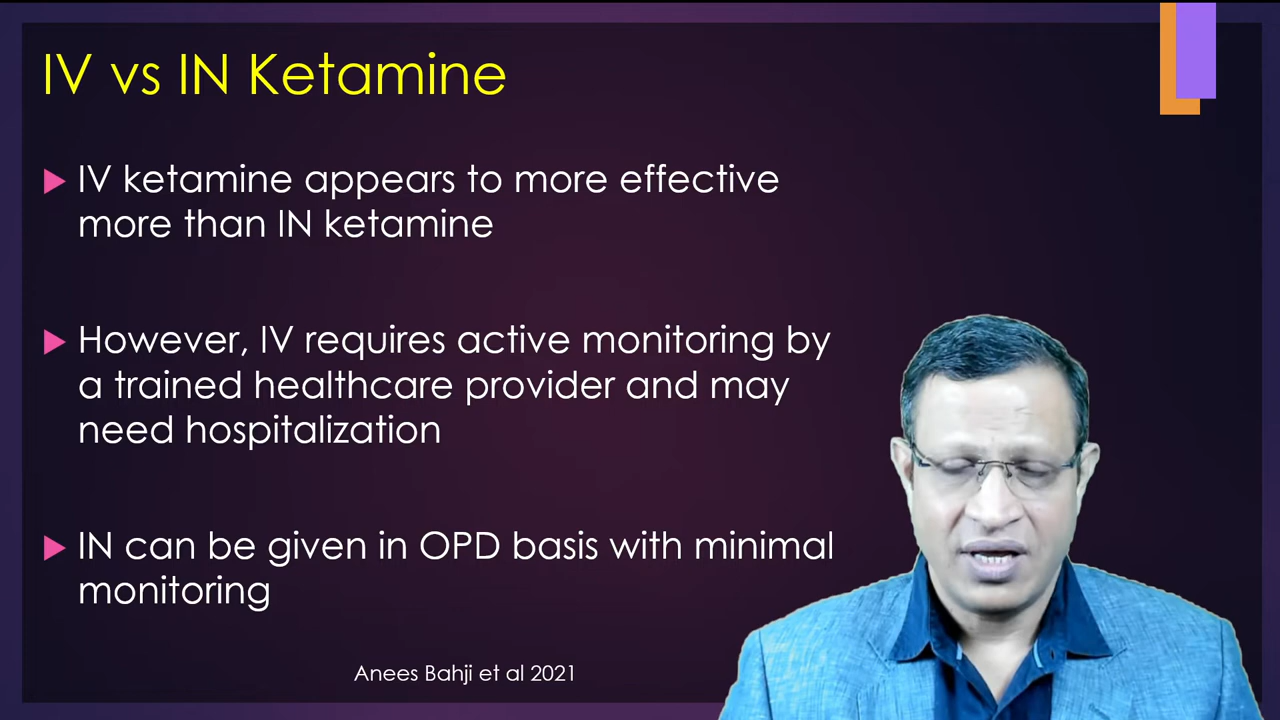 IV vs IN Ketamine
IV ketamine appears to more effective
more than IN ketamine
However, IV requires active monitoring by
a trained healthcare provider and may
need hospitalization
IN can be given in OPD basis with minimal
monitoring
Anees Bahji et al 2021